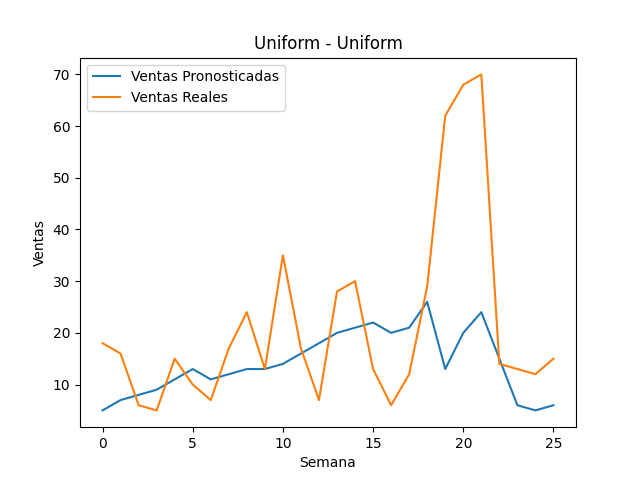 Uniform - Uniform
Ventas Pronosticadas
Ventas Reales
70
60
50
40
30
20
10
Ventas
0 5 10 15 20 25
Semana